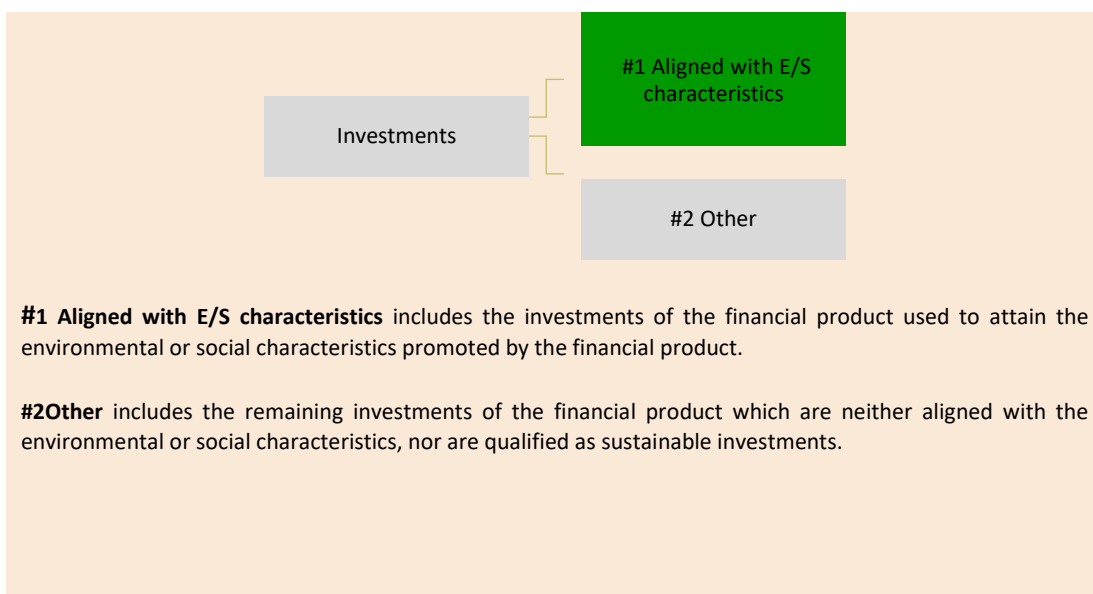 #1 Aligned with E/S
characteristics
Investments
#2 Other
#1 Aligned with E/S characteristics includes the investments of the financial product used to attain the
environmental or social characteristics promoted by the financial product.
#2Other includes the remaining investments of the financial product which are neither aligned with the
environmental or social characteristics, nor are qualified as sustainable investments.